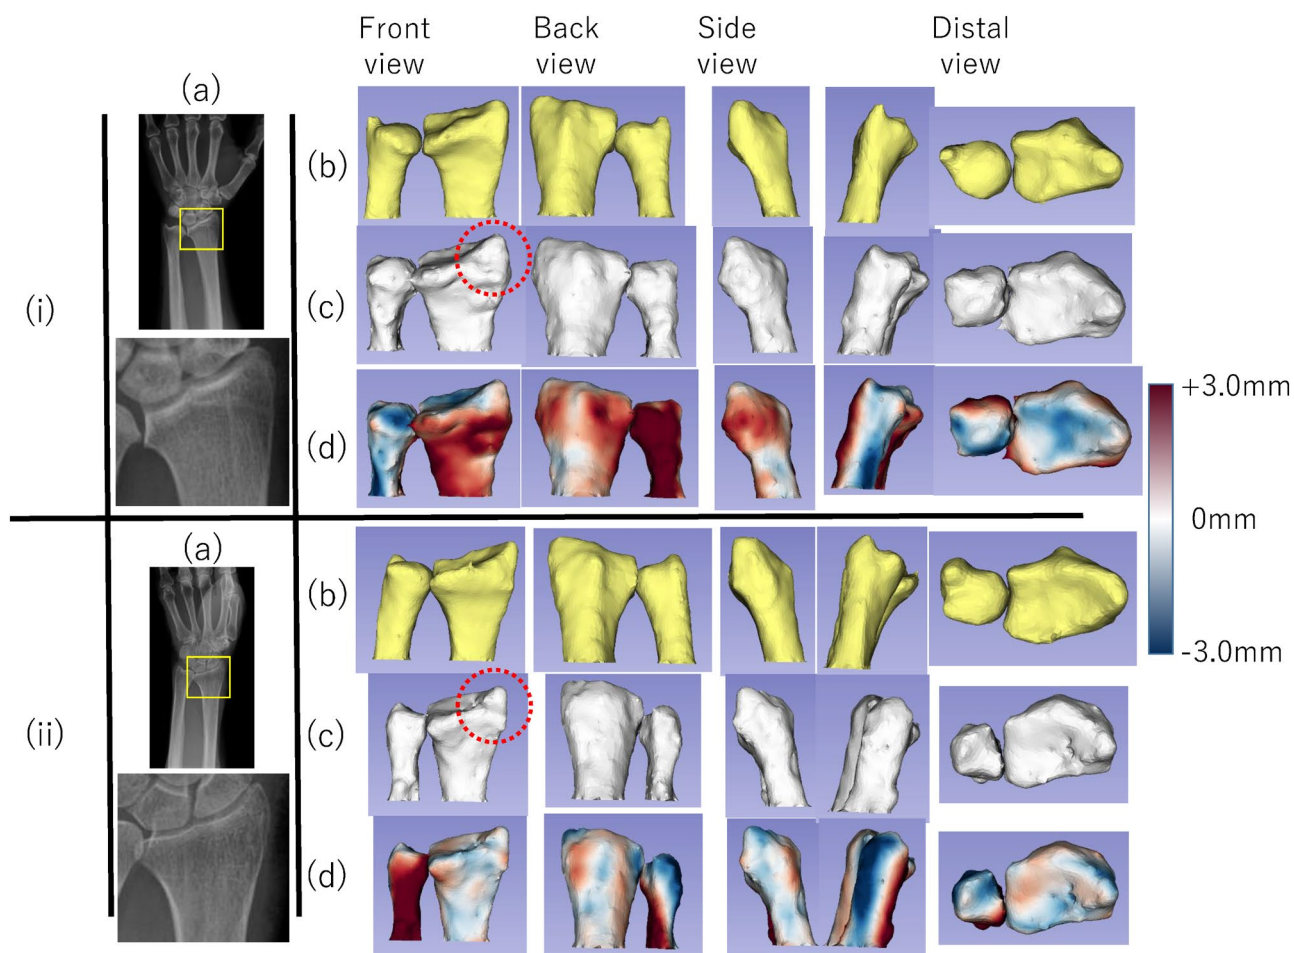 Front view
Back view
Side view
Distal view
(i)
(a)
(b)
(c)
(d)
+3.0mm
0mm
-3.0mm
(ii)
(a)
(b)
(c)
(d)